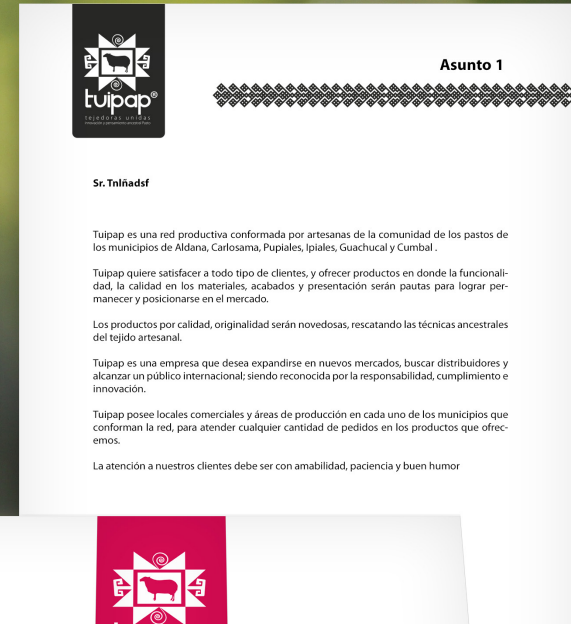 Asunto 1
tuipap®
tejedoras unidas
Sr. Tnlñadsf
Tuipap es una red productiva conformada por artesanas de la comunidad de los pastos de
los municipios de Aldana, Carlosama, Pupiales, Ipiales, Guachucal y Cumbal .
Tuipap quiere satisfacer a todo tipo de clientes, y ofrecer productos en donde la funcionali-
dad, la calidad en los materiales, acabados y presentación serán pautas para lograr per-
manecer y posicionarse en el mercado.
Los productos por calidad, originalidad serán novedosas, rescatando las técnicas ancestrales
del tejido artesanal.
Tuipap es una empresa que desea expandirse en nuevos mercados, buscar distribuidores y
alcanzar un público internacional; siendo reconocida por la responsabilidad, cumplimiento e
innovación.
Tuipap posee locales comerciales y áreas de producción en cada uno de los municipios que
conforman la red, para atender cualquier cantidad de pedidos en los productos que ofrec-
emos.
La atención a nuestros clientes debe ser con amabilidad, paciencia y buen humor